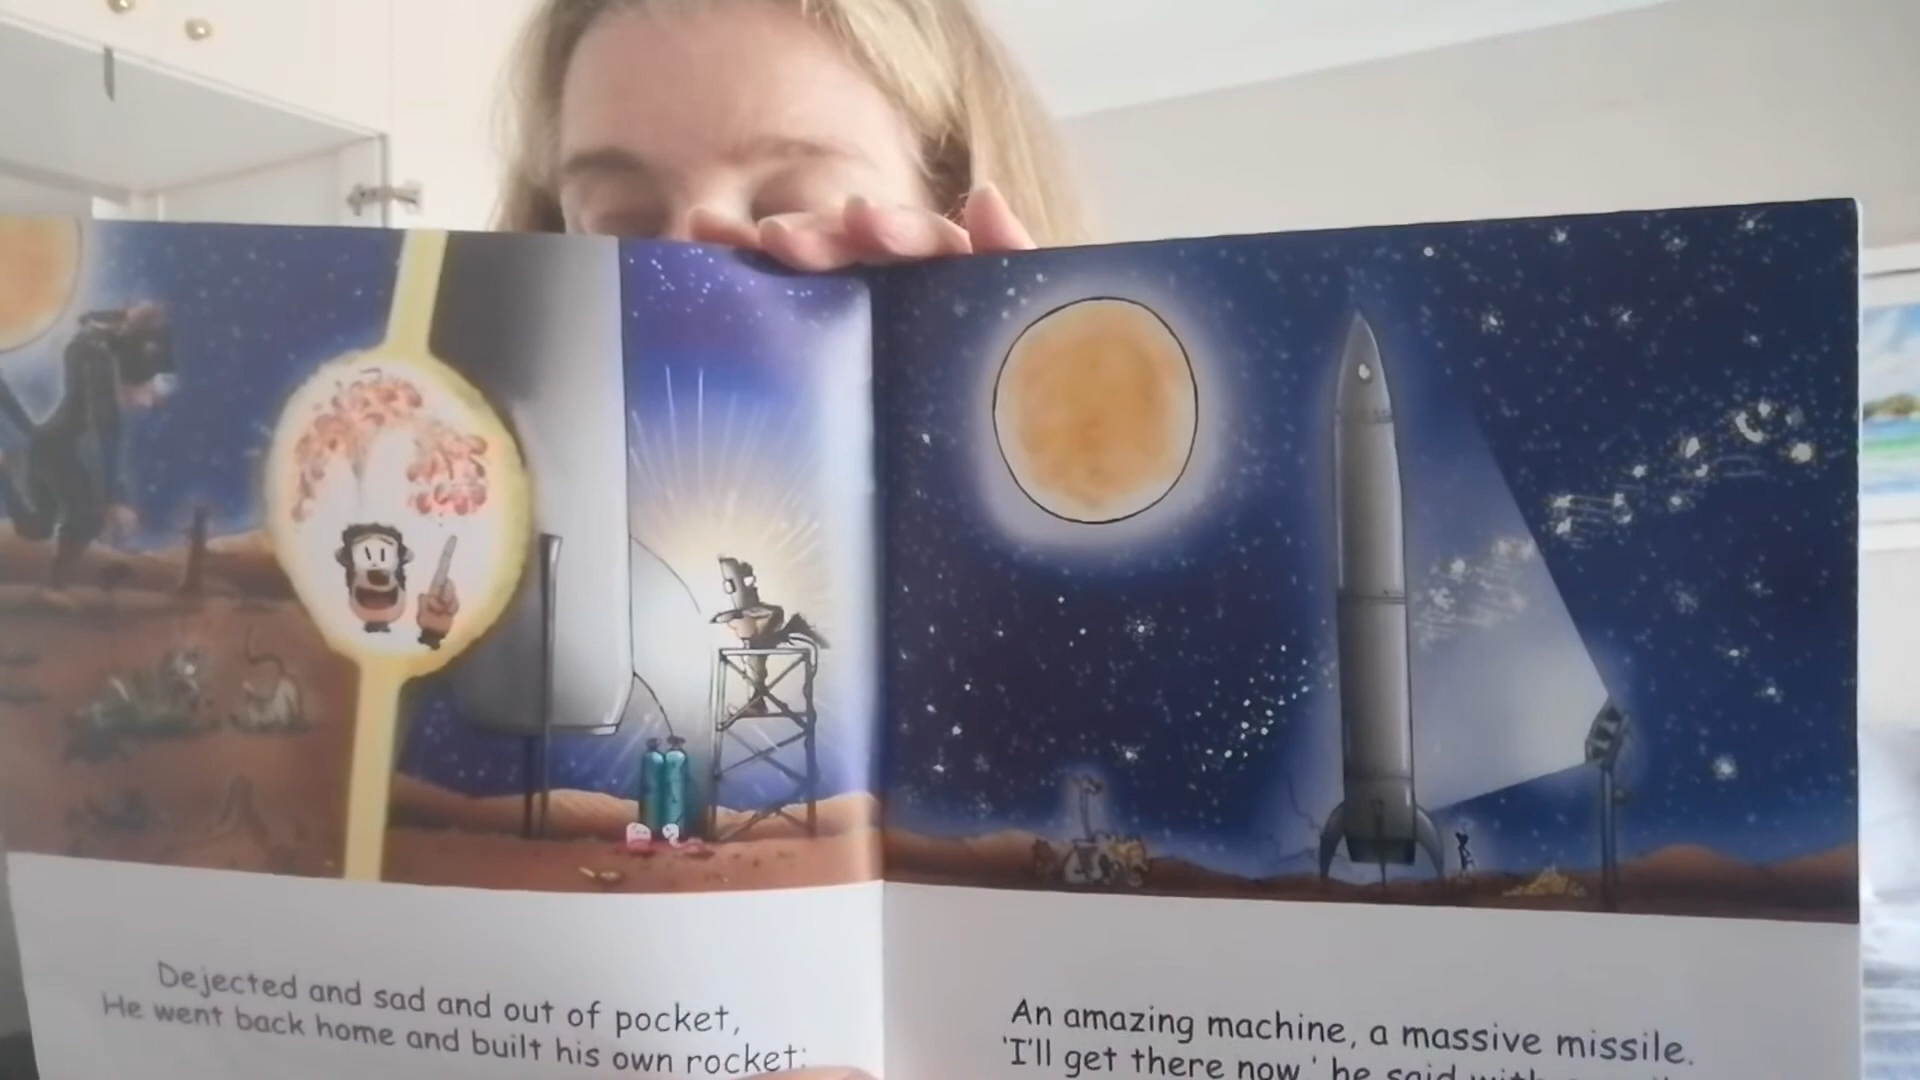 Dejected and sad and out of pocket,
He went back home and built his own rocket:
An amazing machine, a massive missile.
'I'll get there now,' he said with